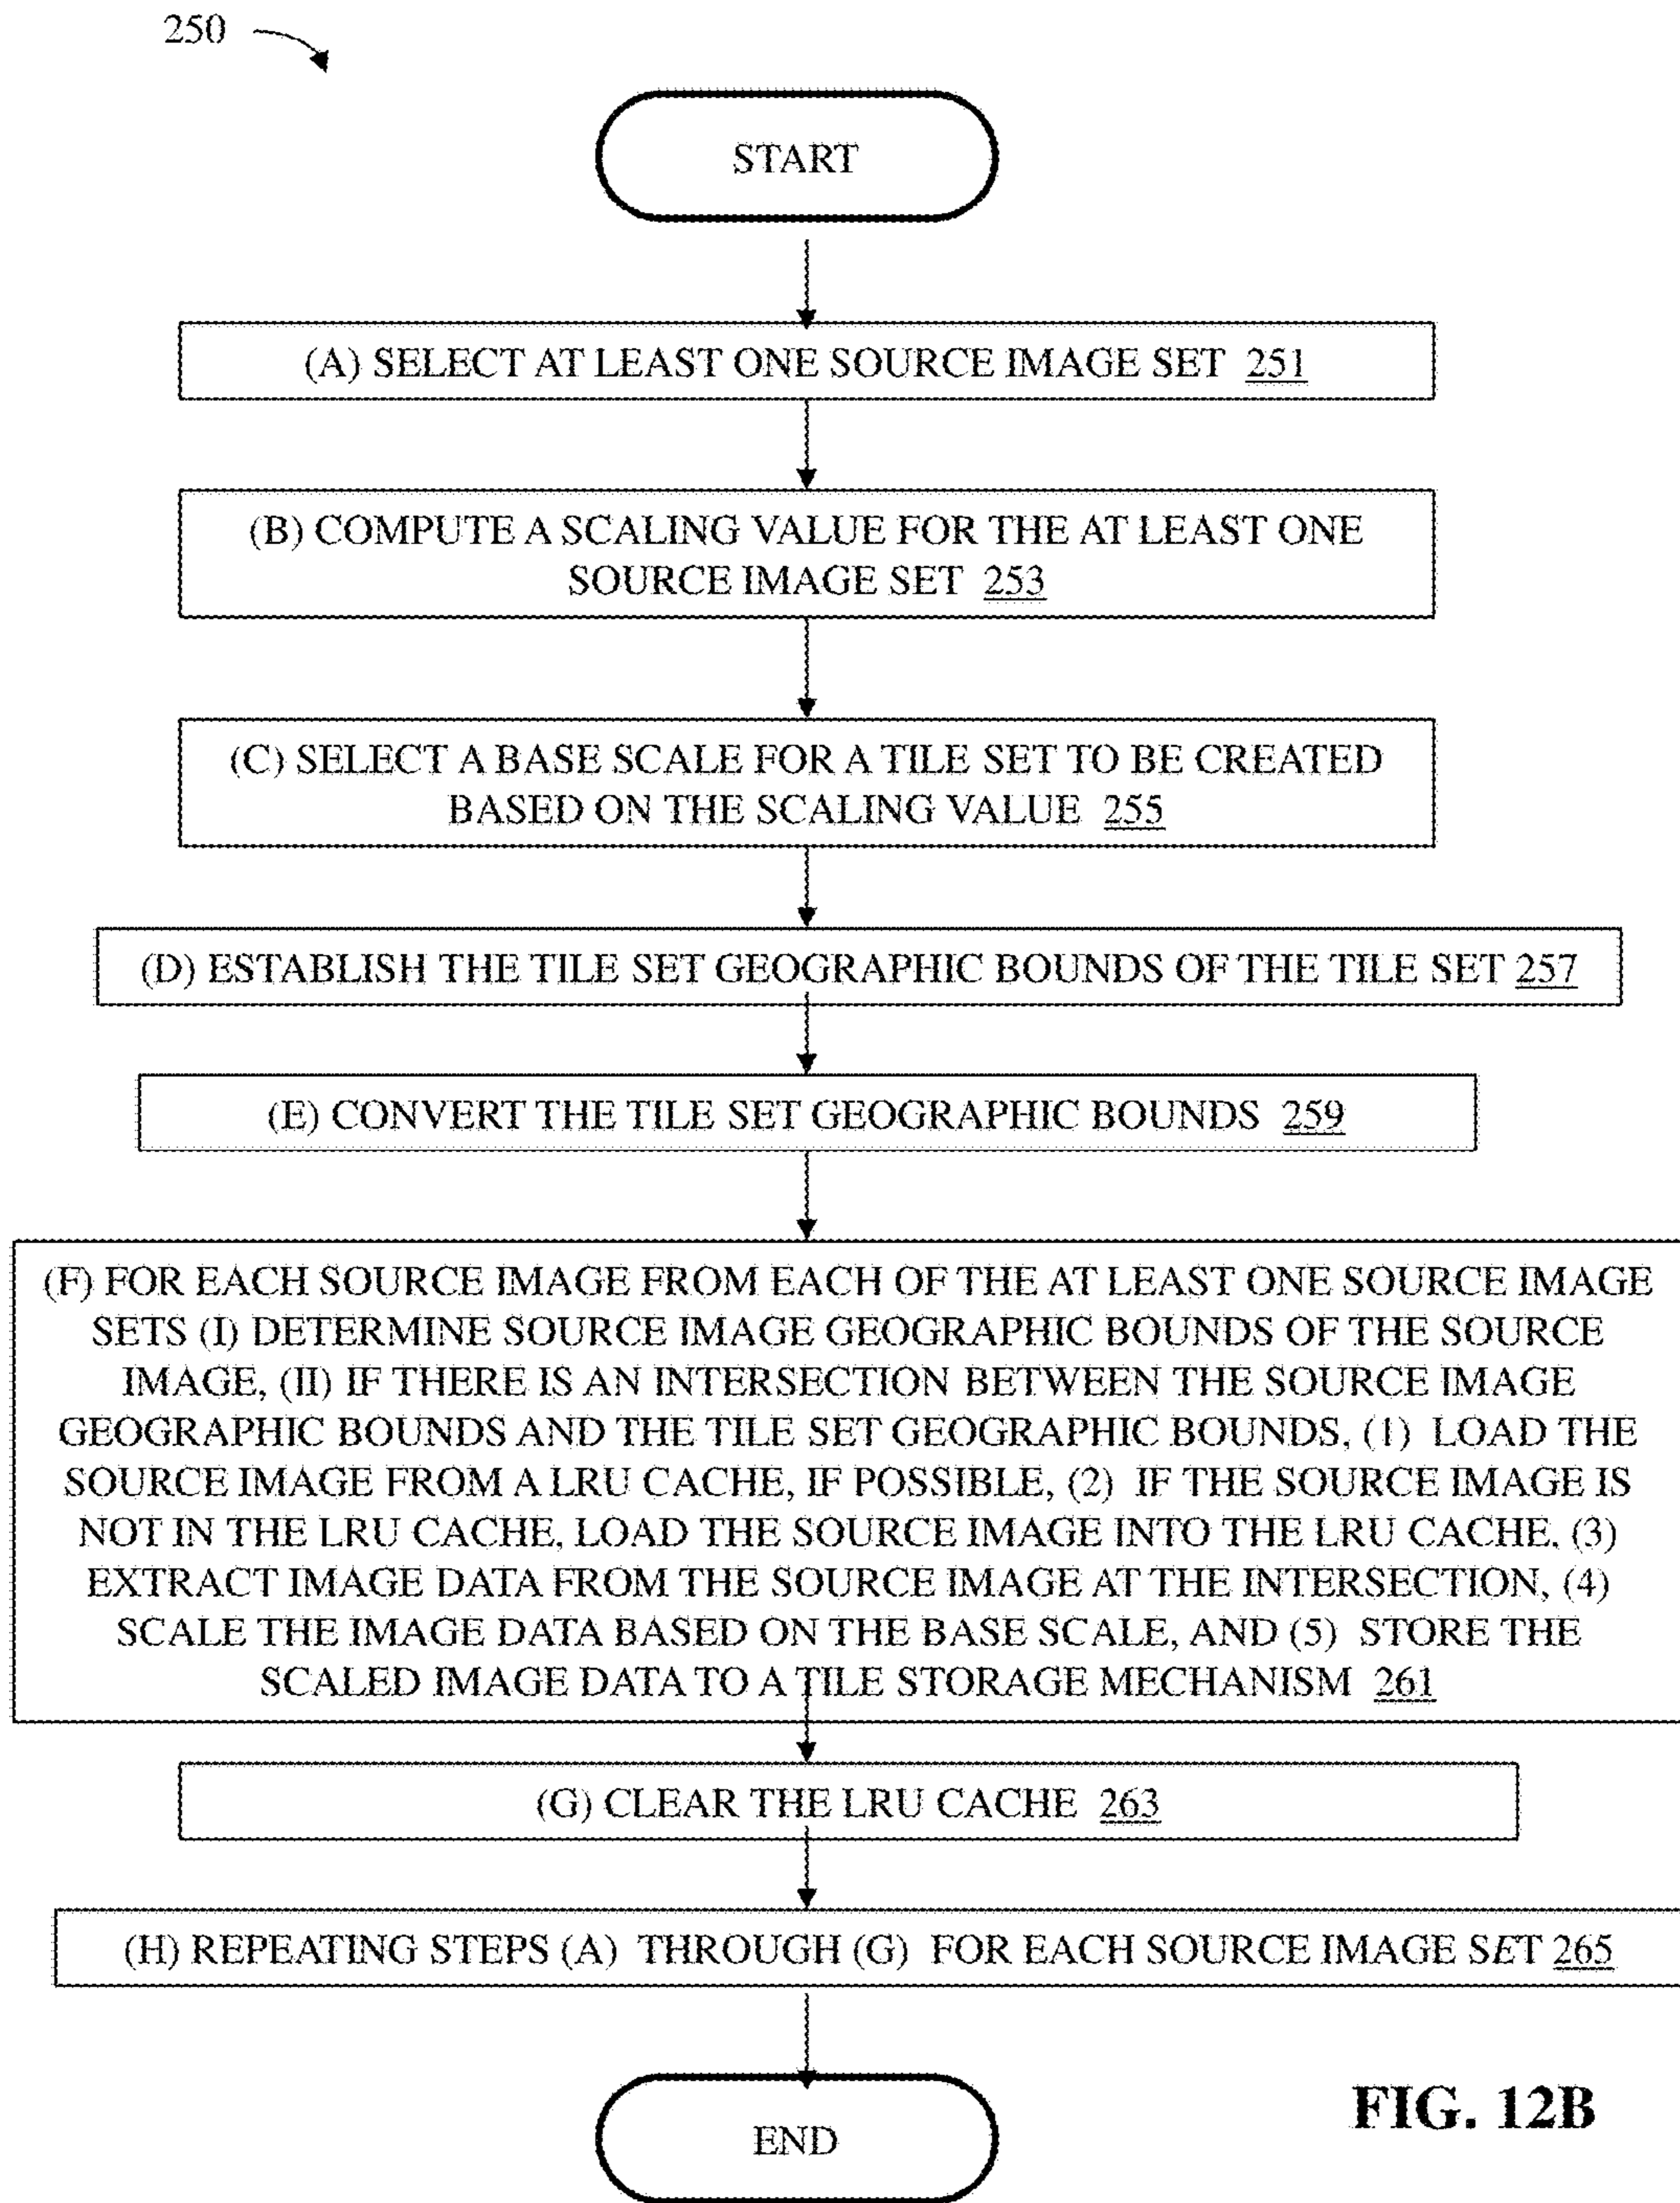 250
START
(A) SELECT AT LEAST ONE SOURCE IMAGE SET 251
(B) COMPUTE A SCALING VALUE FOR THE AT LEAST ONE
SOURCE IMAGE SET 253
(C) SELECT A BASE SCALE FOR A TILE SET TO BE CREATED
BASED ON THE SCALING VALUE 255
(D) ESTABLISH THE TILE SET GEOGRAPHIC BOUNDS OF THE TILE SET 257
(E) CONVERT THE TILE SET GEOGRAPHIC BOUNDS 259
(F) FOR EACH SOURCE IMAGE FROM EACH OF THE AT LEAST ONE SOURCE IMAGE
SETS (I) DETERMINE SOURCE IMAGE GEOGRAPHIC BOUNDS OF THE SOURCE
IMAGE, (II) IF THERE IS AN INTERSECTION BETWEEN THE SOURCE IMAGE
GEOGRAPHIC BOUNDS AND THE TILE SET GEOGRAPHIC BOUNDS, (1) LOAD THE
SOURCE IMAGE FROM A LRU CACHE, IF POSSIBLE, (2) IF THE SOURCE IMAGE IS
NOT IN THE LRU CACHE, LOAD THE SOURCE IMAGE INTO THE LRU CACHE, (3)
EXTRACT IMAGE DATA FROM THE SOURCE IMAGE AT THE INTERSECTION, (4)
SCALE THE IMAGE DATA BASED ON THE BASE SCALE, AND (5) STORE THE
SCALED IMAGE DATA TO A TILE STORAGE MECHANISM 261
(G) CLEAR THE LRU CACHE 263
(H) REPEATING STEPS (A) THROUGH (G) FOR EACH SOURCE IMAGE SET 265
END
FIG. 12B